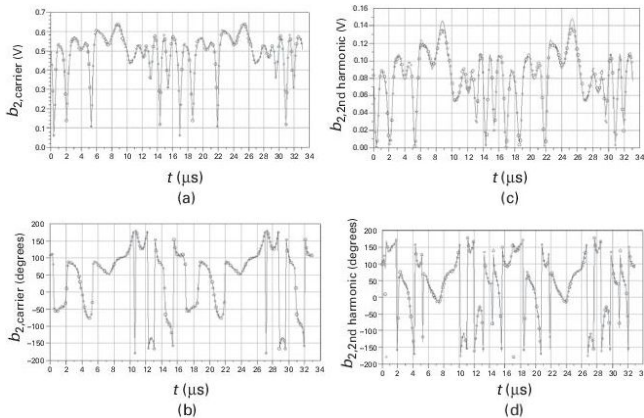 b2,carrier (V)
0.7
0.6
0.5
0.4
0.3
0.2
0.1
0.0
0 2 4 6 8 10 12 14 16 18 20 22 24 26 28 30 32 34
t (μs)
(a)
b2,2nd harmonic (V)
0.16
0.14
0.12
0.10
0.08
0.06
0.04
0.02
0.00
0 2 4 6 8 10 12 14 16 18 20 22 24 26 28 30 32 34
t (μs)
(c)
b2,carrier (degrees)
200
150
100
50
0
−50
−100
−150
−200
0 2 4 6 8 10 12 14 16 18 20 22 24 26 28 30 32 34
t (μs)
(b)
b2,2nd harmonic (degrees)
200
150
100
50
0
−50
−100
−150
−200
0 2 4 6 8 10 12 14 16 18 20 22 24 26 28 30 32 34
t (μs)
(d)